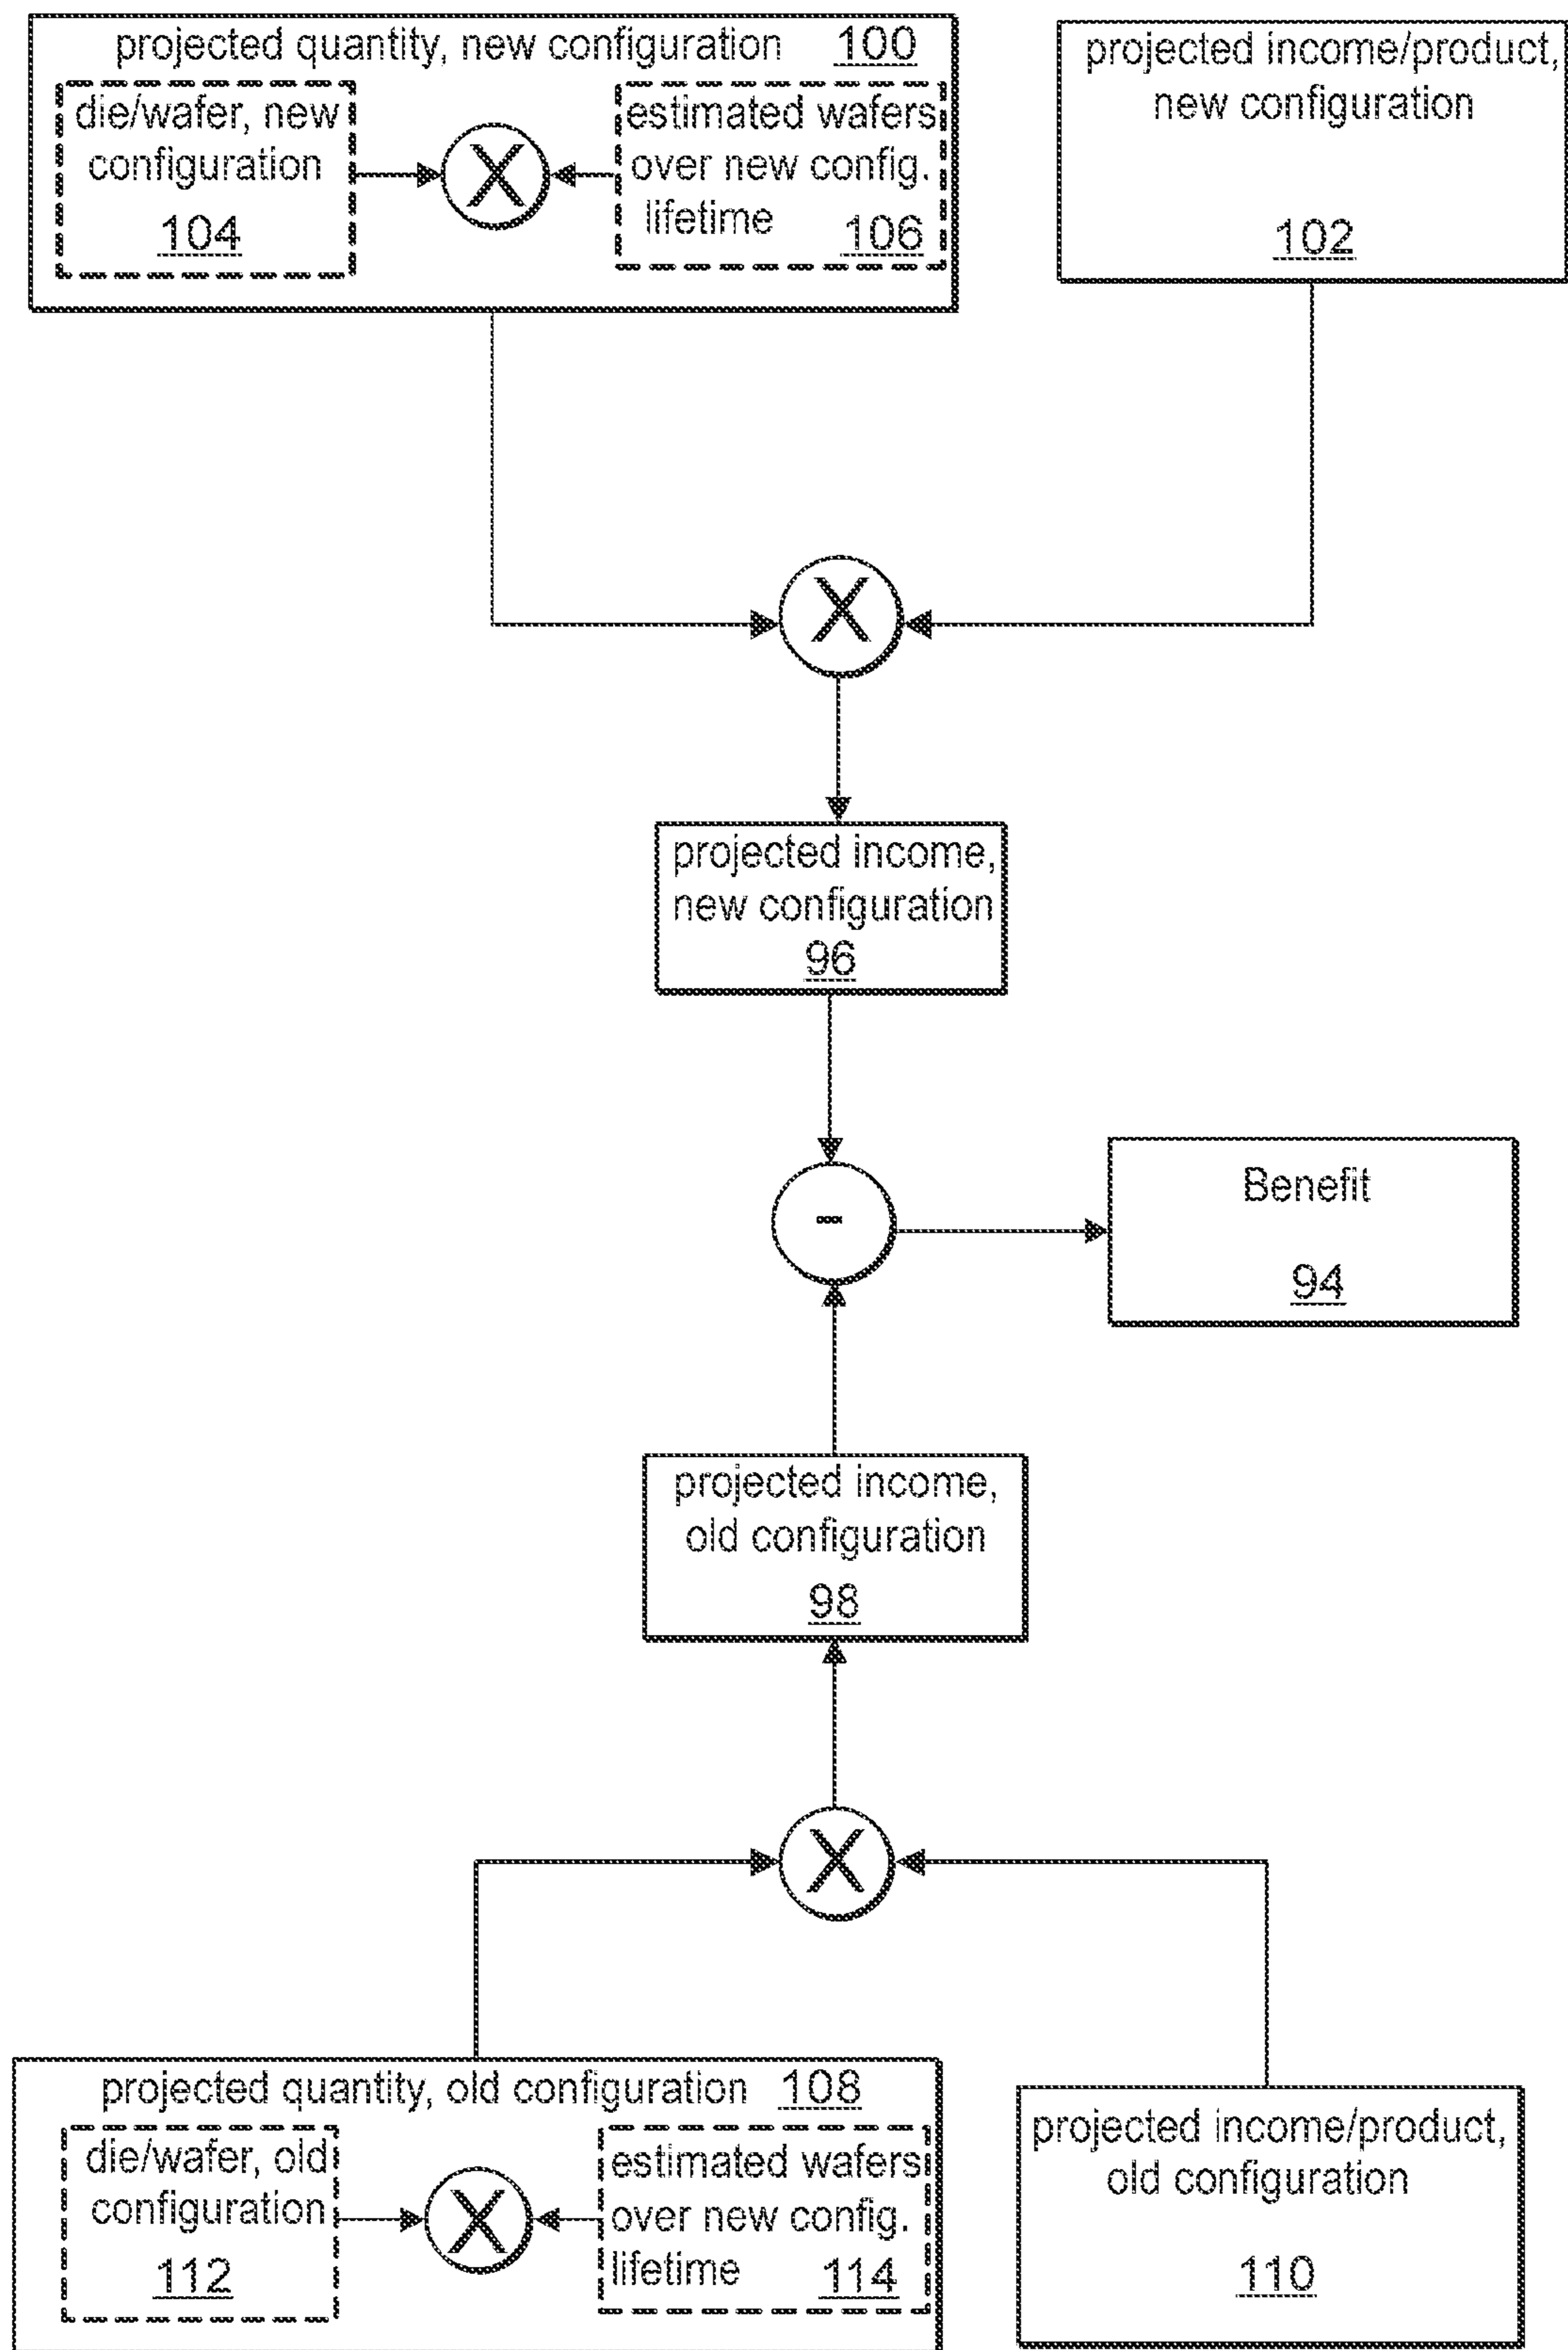 projected quantity, new configuration 100
die/wafer, new
configuration
104
X
estimated wafers
over new config.
lifetime 106
projected income/product,
new configuration
102
X
projected income,
new configuration
96
-
Benefit
94
projected income,
old configuration
98
X
projected quantity, old configuration 108
die/wafer, old
configuration
112
X
estimated wafers
over new config.
lifetime 114
projected income/product,
old configuration
110